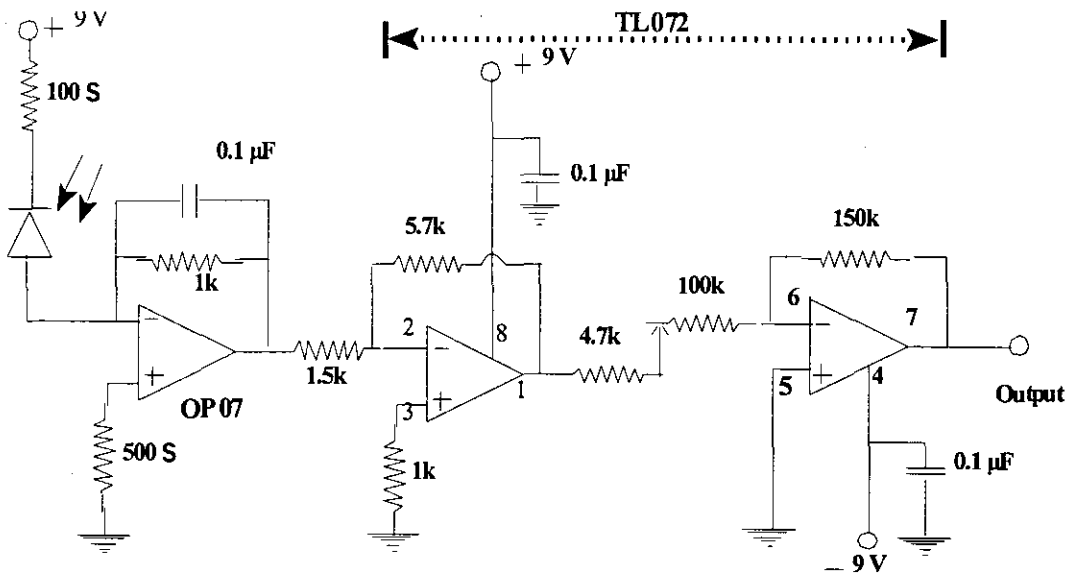 + 9 V
TL072
+ 9 V
100 S
0.1 µF
0.1 µF
5.7k
150k
1k
100k
6
7
2
8
4.7k
−
−
1.5k
1
5
4
+
+
+
3
OP 07
Output
500 S
1k
0.1 µF
− 9 V